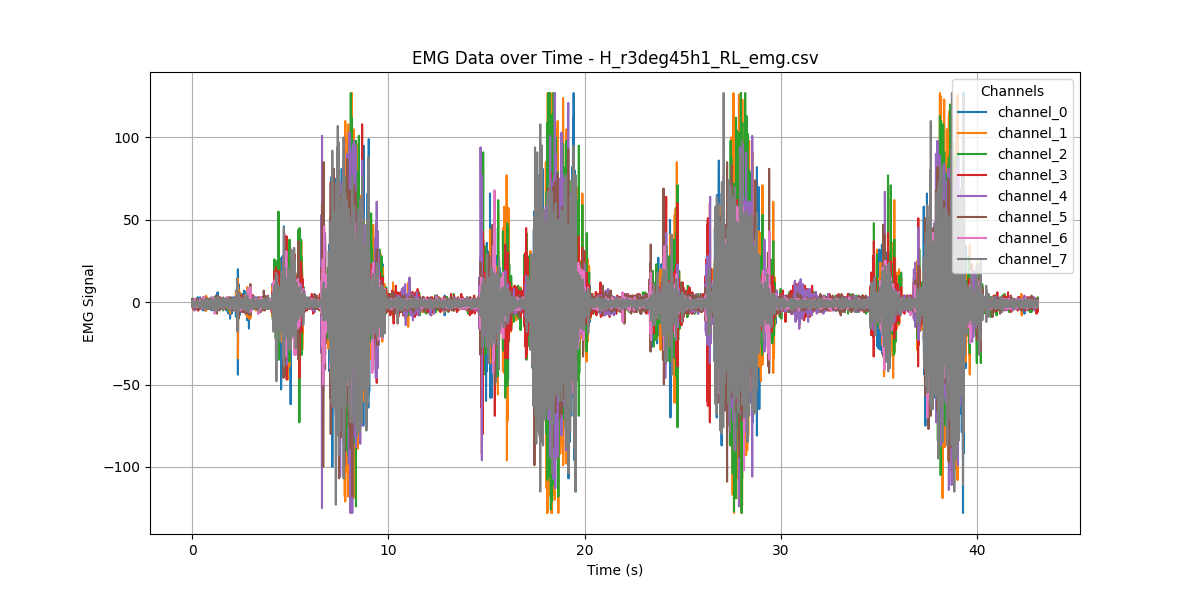 EMG Data over Time - H_r3deg45h1_RL_emg.csv
EMG Signal
100
50
0
−50
−100
Channels
channel_0
channel_1
channel_2
channel_3
channel_4
channel_5
channel_6
channel_7
0 10 20 30 40
Time (s)